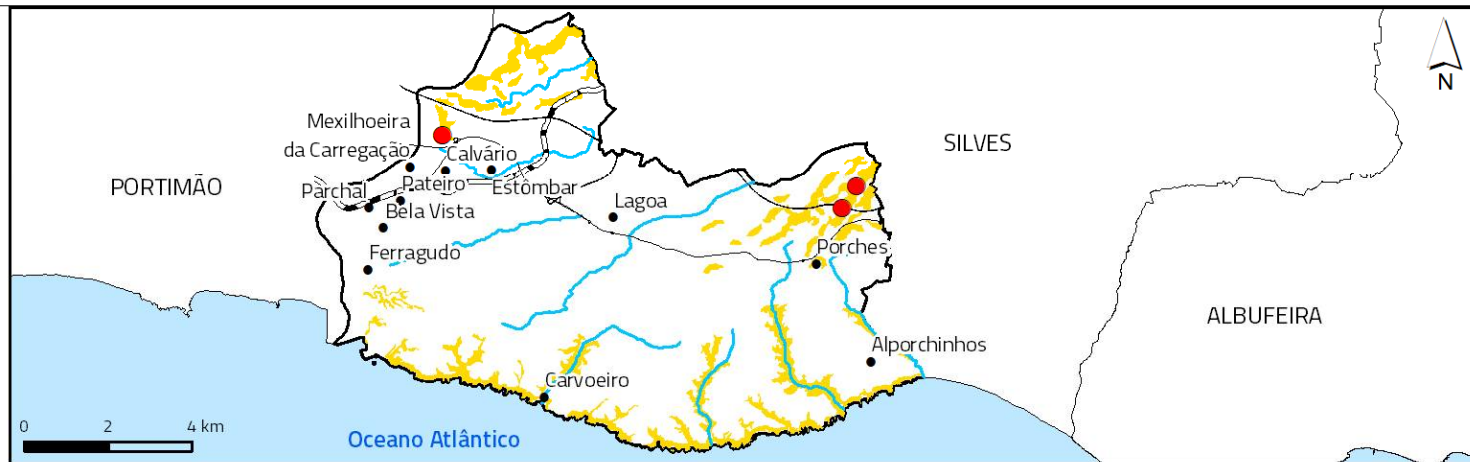 N
SILVES
Mexilhoeira
da Carregação
Calvário
PORTIMÃO
Parchal
Pateiro
Estômbar
Lagoa
Bela Vista
Porches
Ferragudo
ALBUFEIRA
Alporchinhos
Carvoeiro
0 2 4 km
Oceano Atlântico